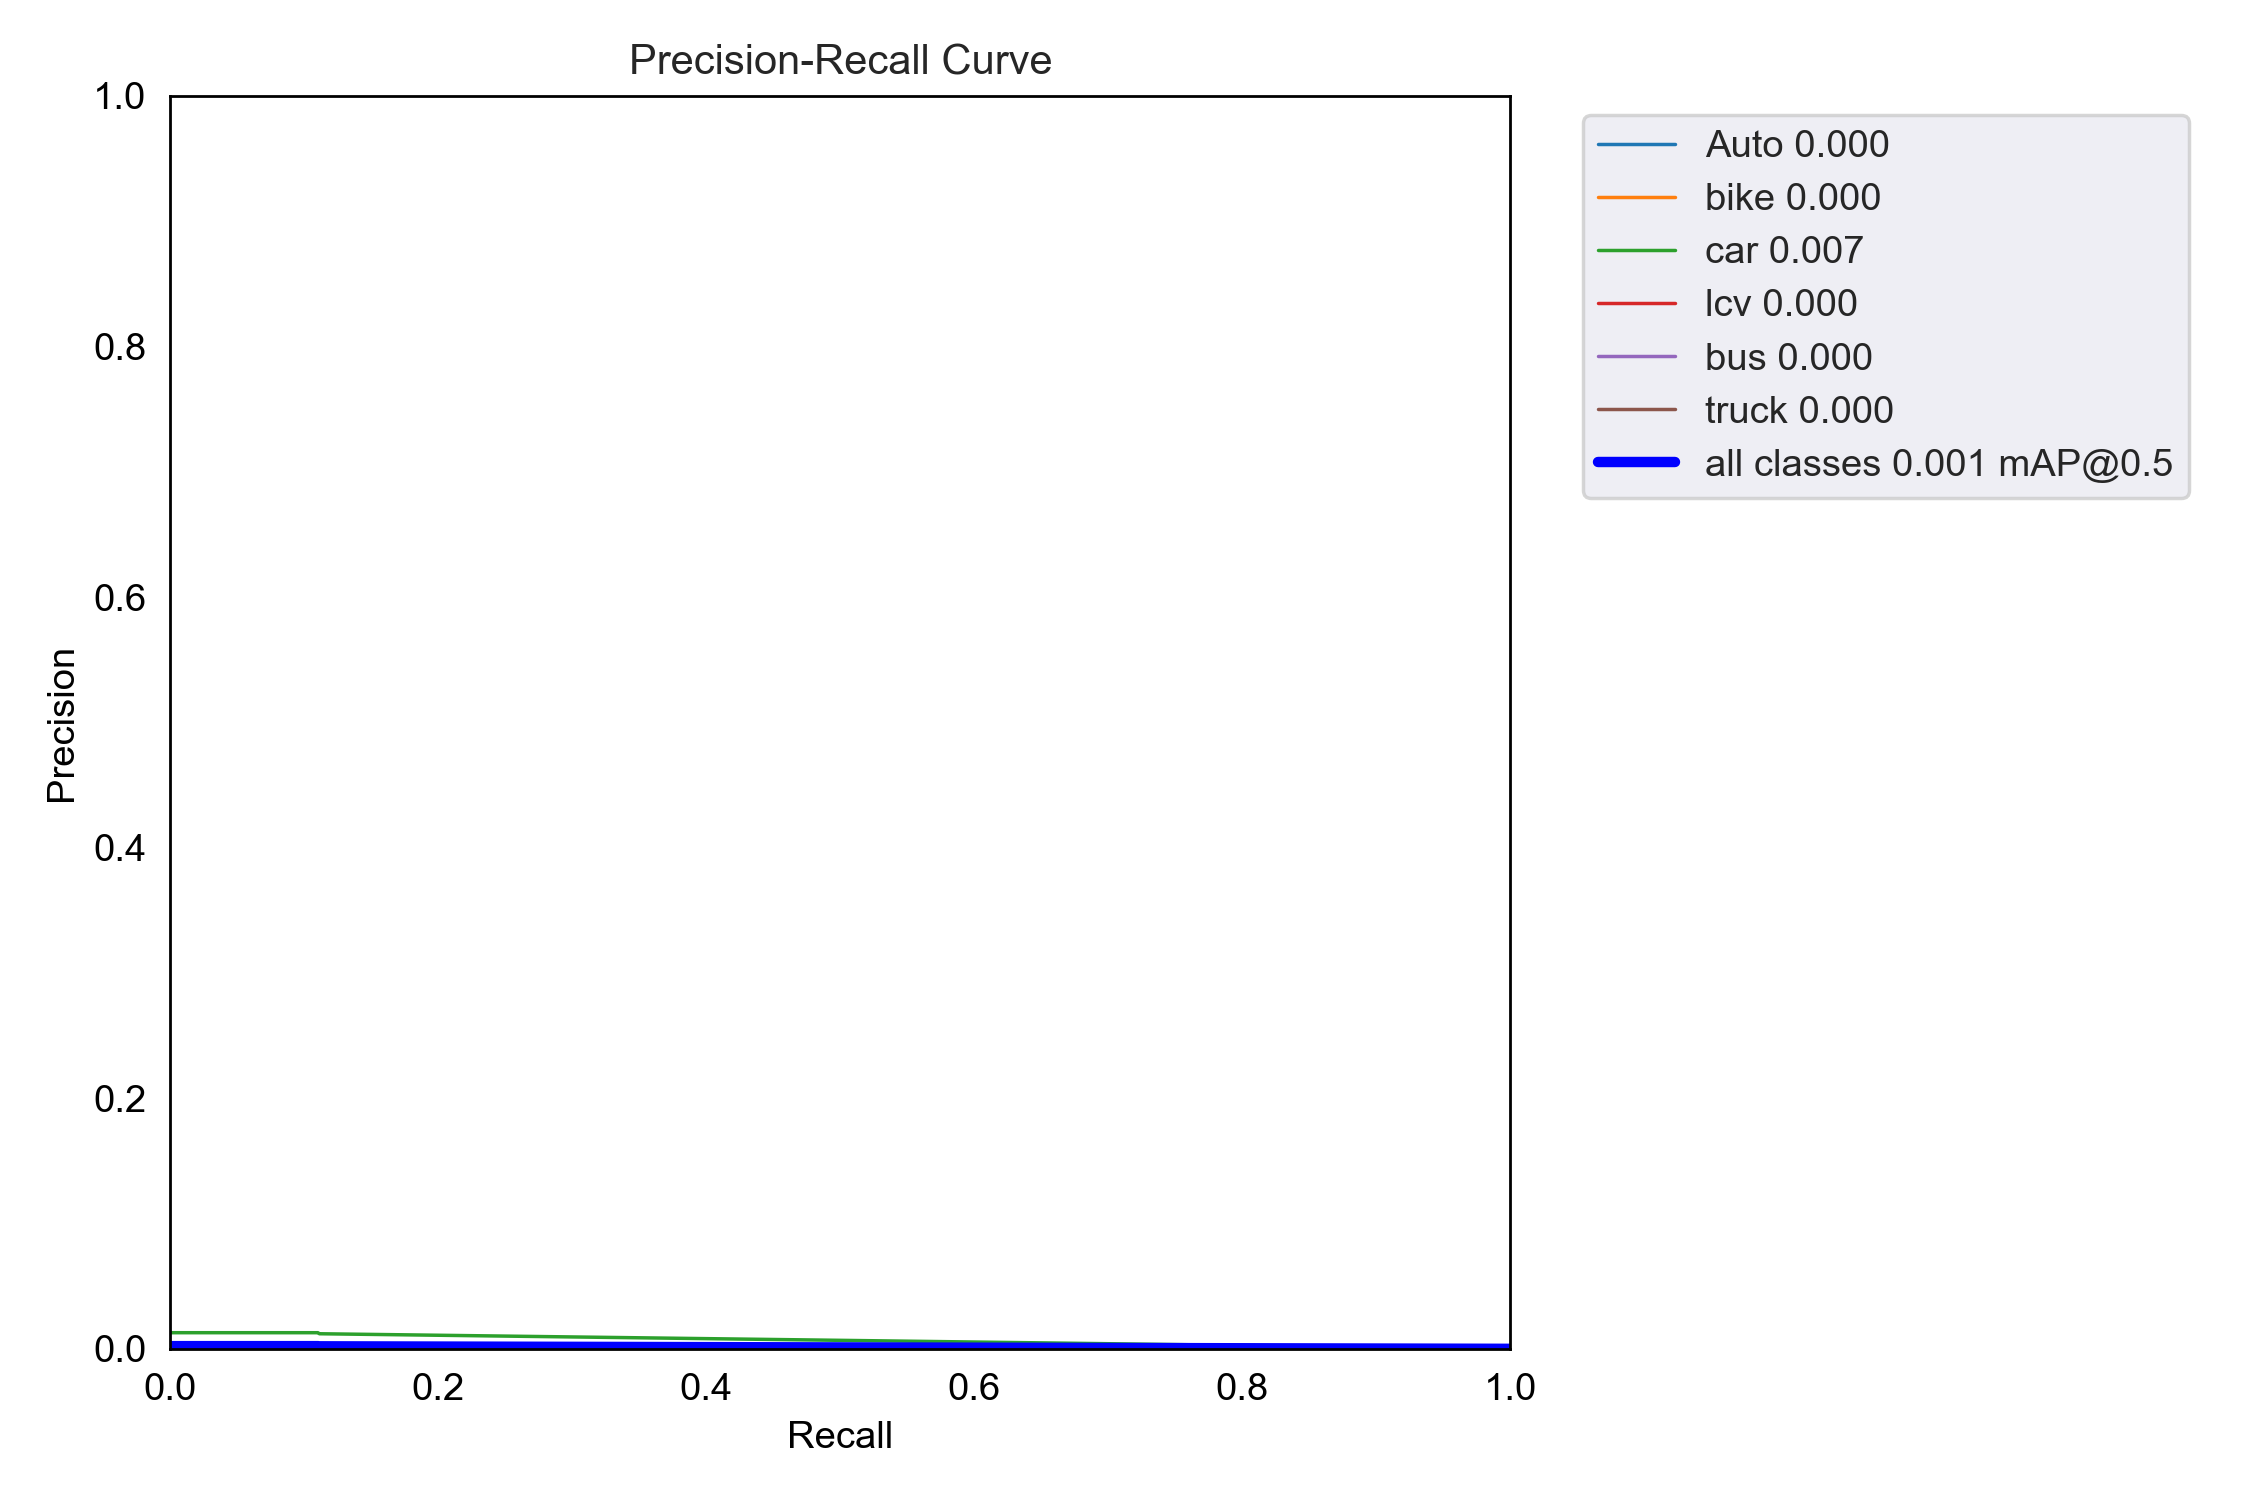 Precision-Recall Curve
1.0
0.8
0.6
0.4
0.2
0.0
Precision
0.0 0.2 0.4 0.6 0.8 1.0
Recall
Auto 0.000
bike 0.000
car 0.007
lcv 0.000
bus 0.000
truck 0.000
all classes 0.001 mAP@0.5